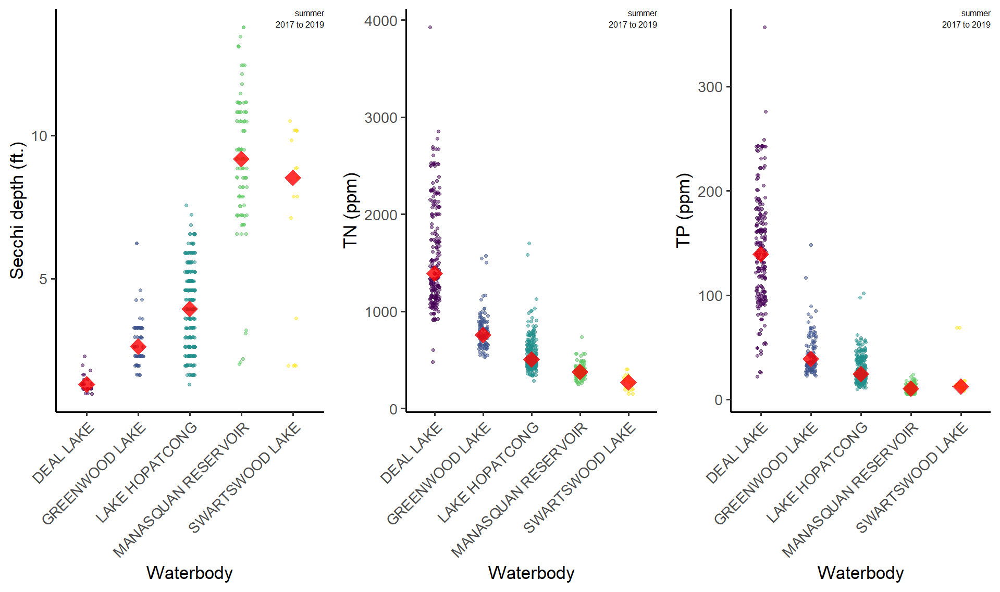 summer
2017 to 2019
10
5
Secchi depth (ft.)
DEAL LAKE
GREENWOOD LAKE
LAKE HOPATCONG
MANASQUAN RESERVOIR
SWARTSWOOD LAKE
Waterbody
summer
2017 to 2019
4000
3000
2000
1000
0
TN (ppm)
DEAL LAKE
GREENWOOD LAKE
LAKE HOPATCONG
MANASQUAN RESERVOIR
SWARTSWOOD LAKE
Waterbody
summer
2017 to 2019
300
200
100
0
TP (ppm)
DEAL LAKE
GREENWOOD LAKE
LAKE HOPATCONG
MANASQUAN RESERVOIR
SWARTSWOOD LAKE
Waterbody